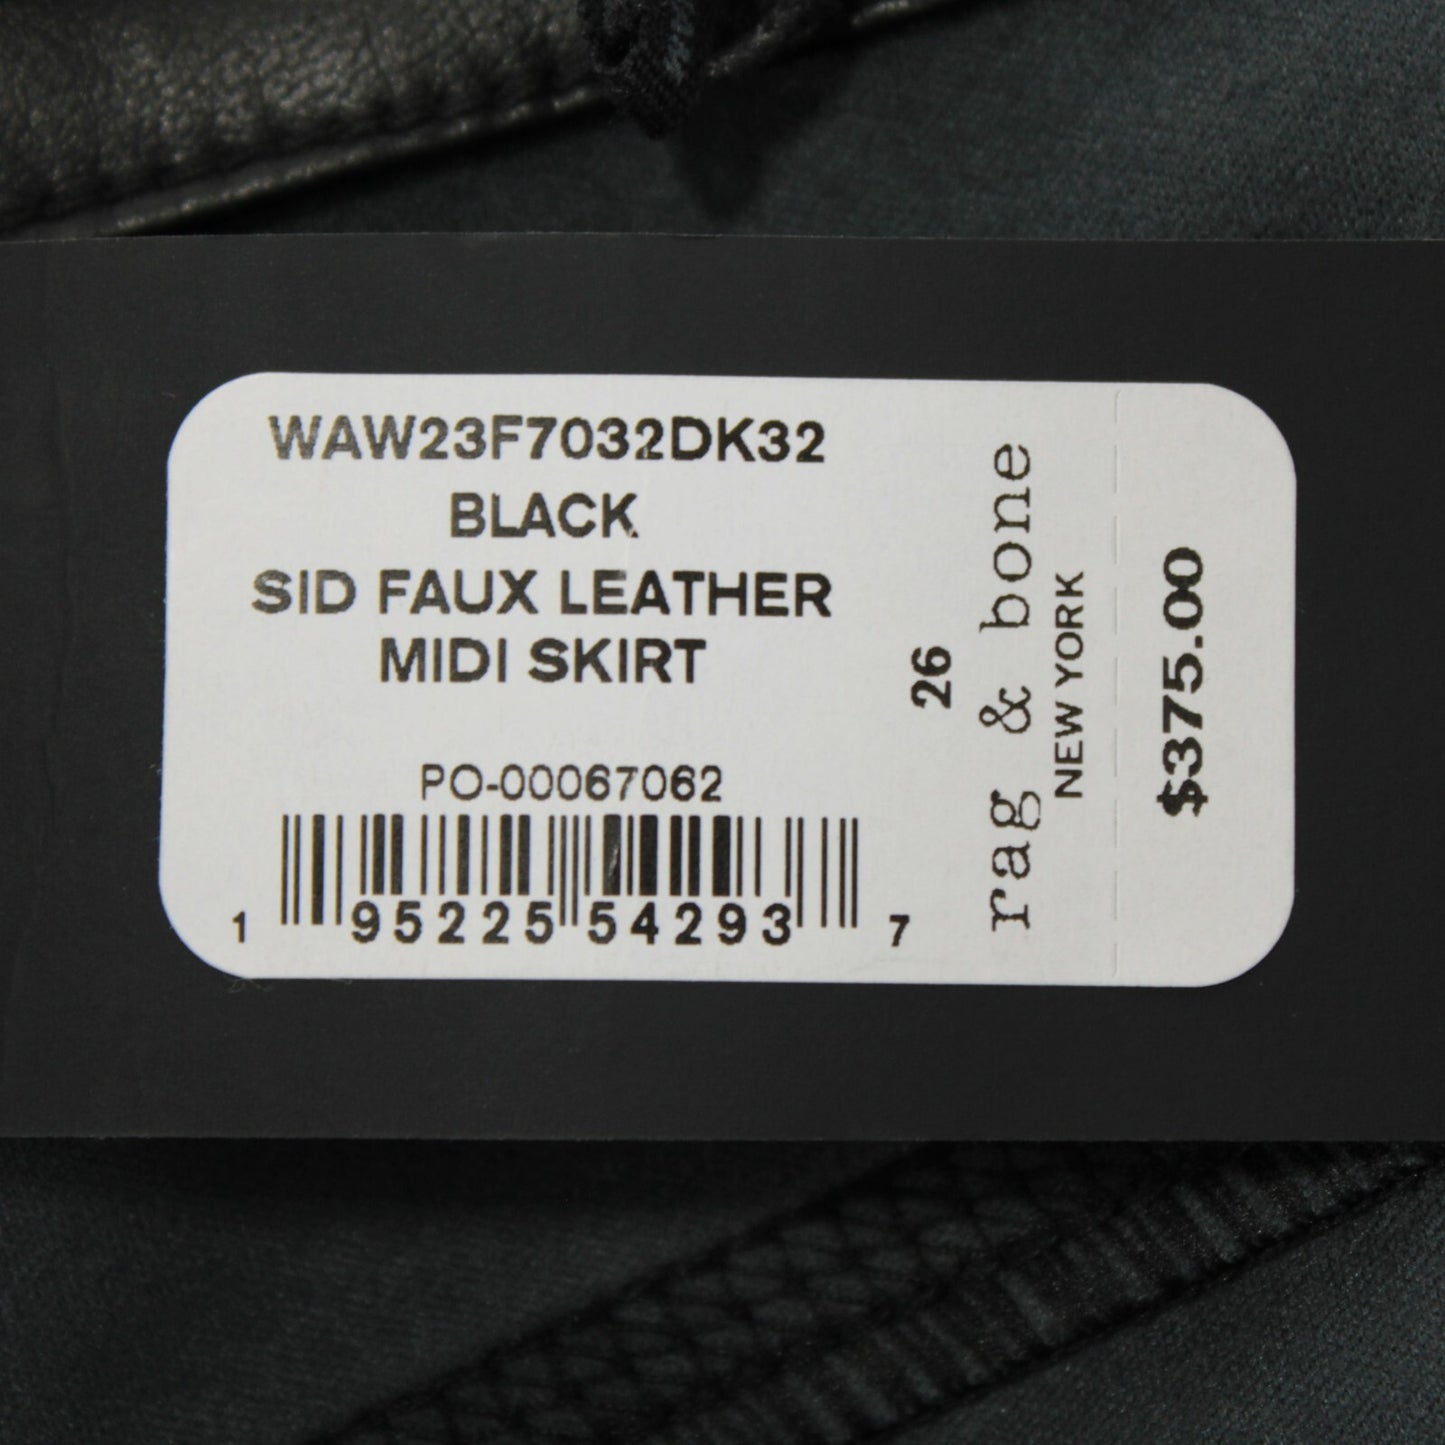 WAW23F7032DK32
BLACK
SID FAUX LEATHER
MIDI SKIRT
PO-00067062
1 95225 54293 7
26
rag & bone
NEW YORK
$375.00